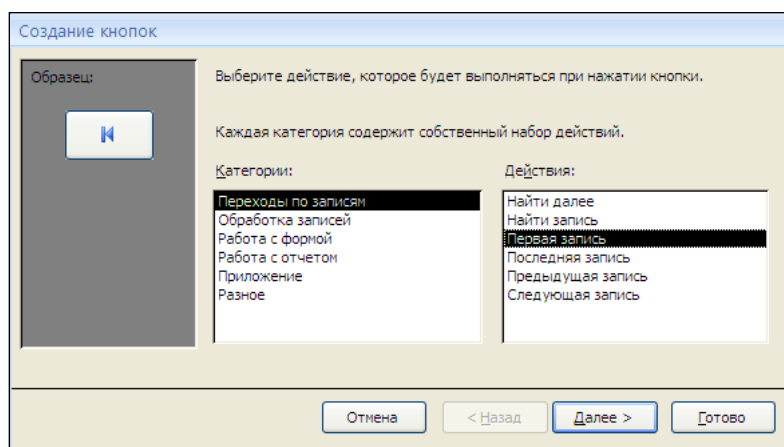 Создание кнопок
Образец:
Выберите действие, которое будет выполняться при нажатии кнопки.
Каждая категория содержит собственный набор действий.
Категории:
Переходы по записям
Обработка записей
Работа с формой
Работа с отчетом
Приложение
Разное
Действия:
Найти далее
Найти запись
Первая запись
Последняя запись
Предыдущая запись
Следующая запись
Отмена
< Назад
Далее >
Готово